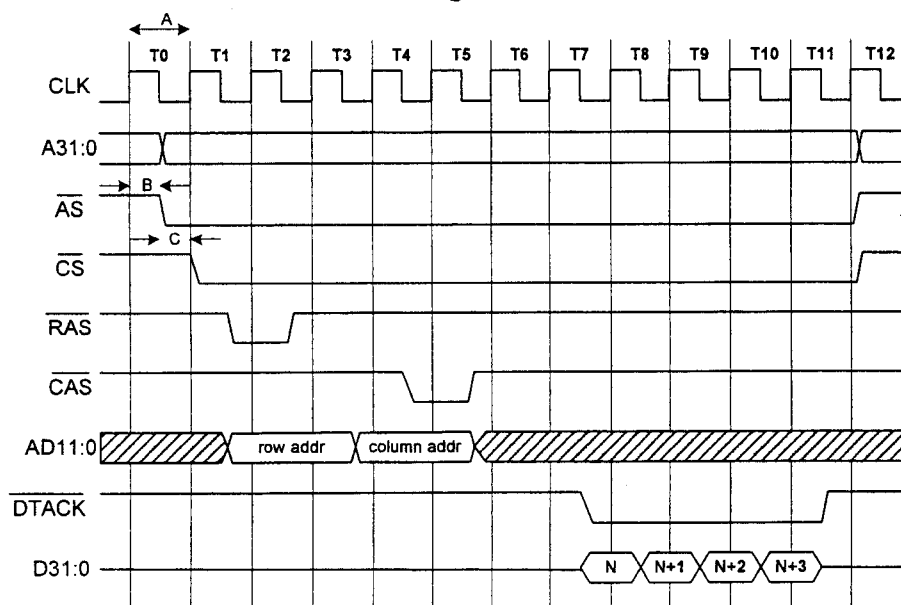 A
T0 T1 T2 T3 T4 T5 T6 T7 T8 T9 T10 T11 T12
CLK
A31:0
B
AS
C
CS
RAS
CAS
AD11:0 row addr column addr
DTACK
D31:0 N N+1 N+2 N+3